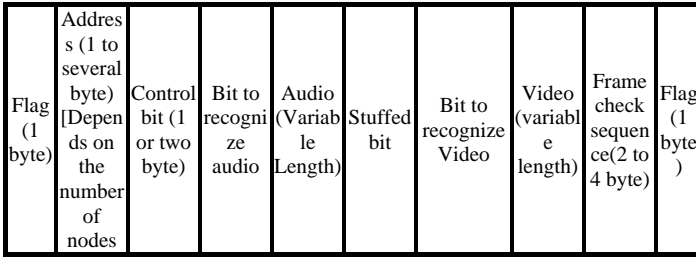 Flag
(1
byte)
Addres
s (1 to
several
byte)
[Depen
ds on
the
number
of
nodes
Control
bit (1
or two
byte)
Bit to
recogni
ze
audio
Audio
(Variab
le
Length)
Stuffed
bit
Bit to
recognize
Video
Video
(variabl
e
length)
Frame
check
sequen
ce(2 to
4 byte)
Flag
(1
byte
)